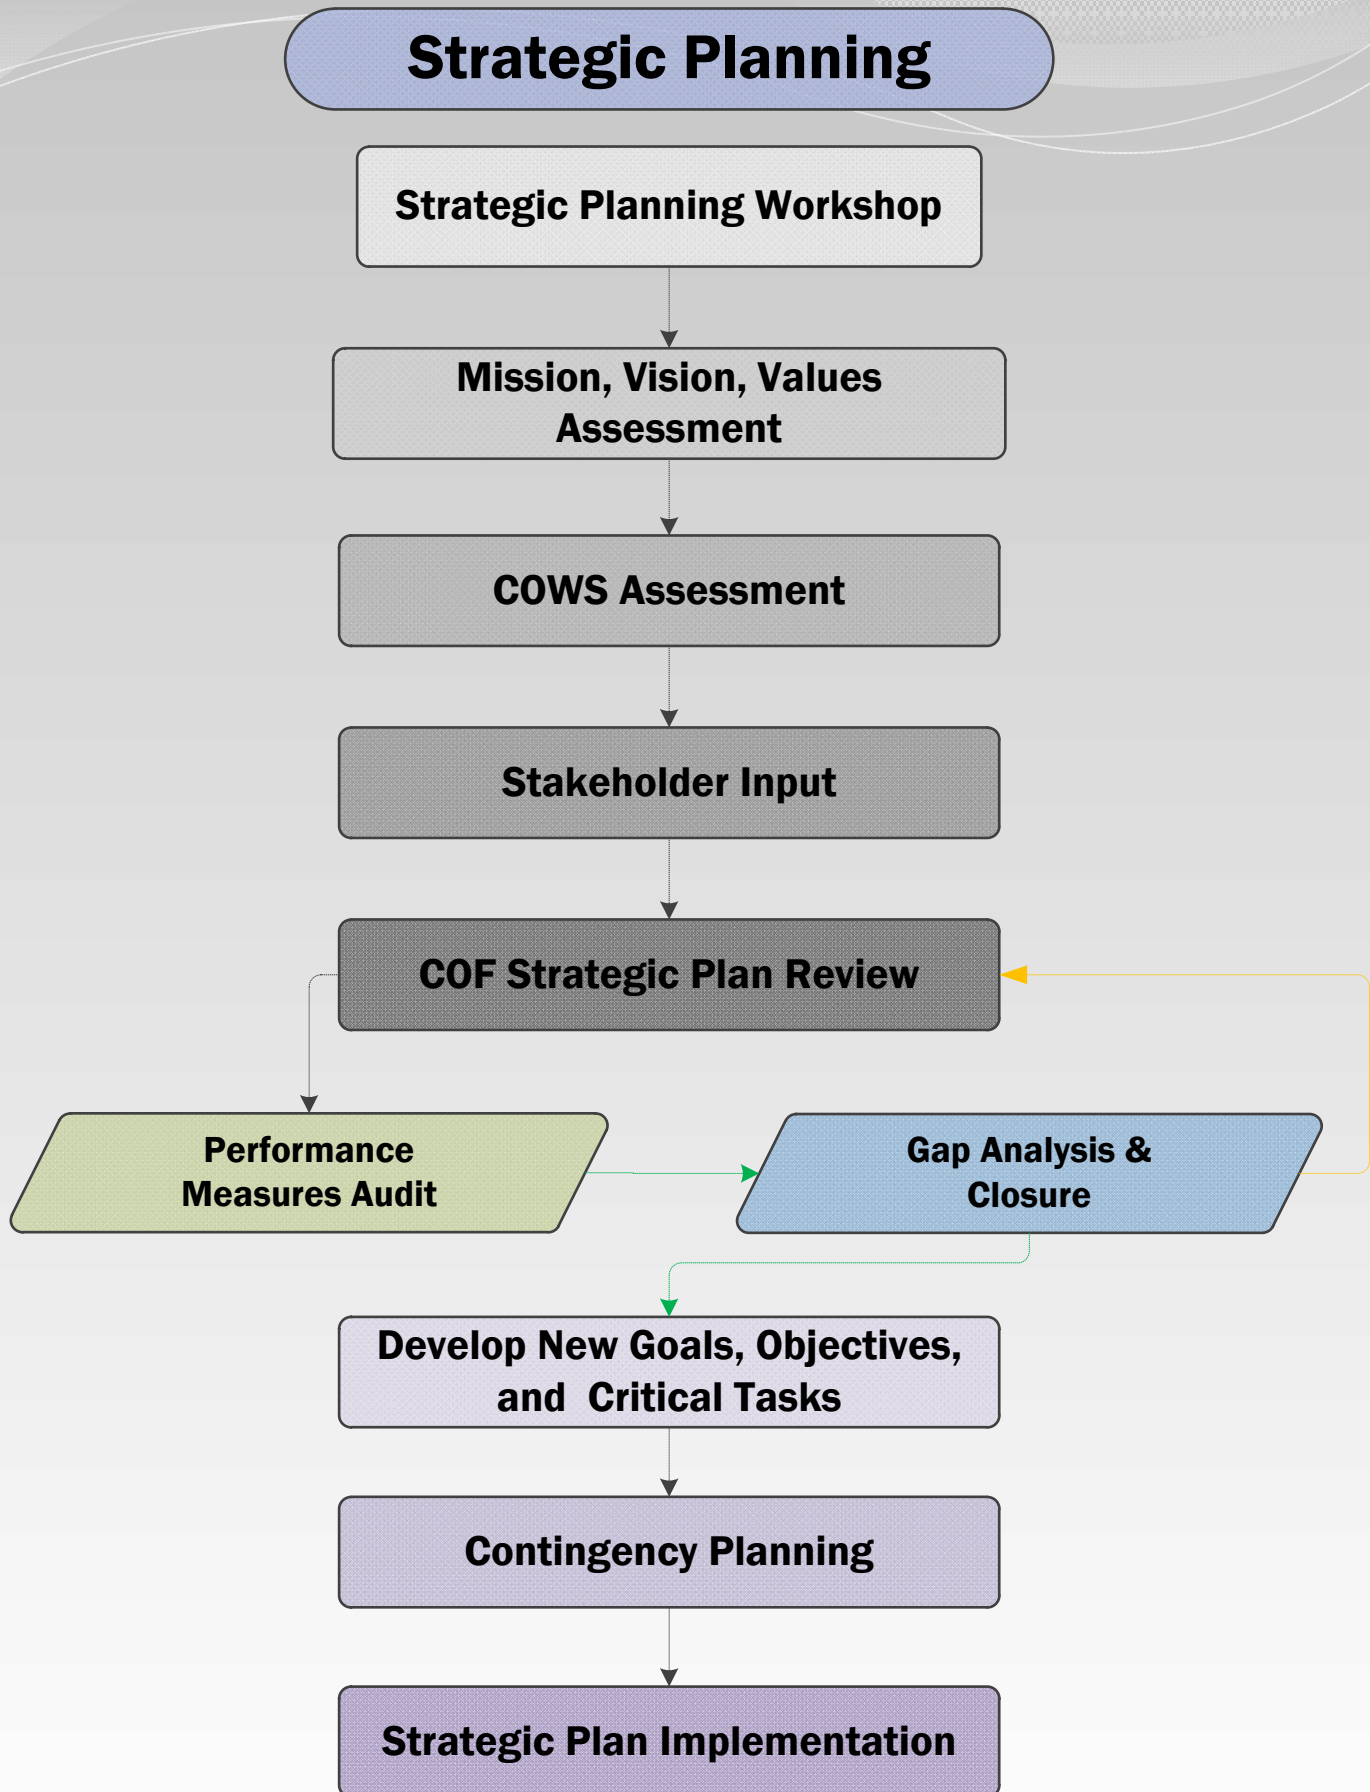 Strategic Planning
Strategic Planning Workshop
Mission, Vision, Values
Assessment
COWS Assessment
Stakeholder Input
COF Strategic Plan Review
Performance
Measures Audit
Gap Analysis &
Closure
Develop New Goals, Objectives,
and  Critical Tasks
Contingency Planning
Strategic Plan Implementation